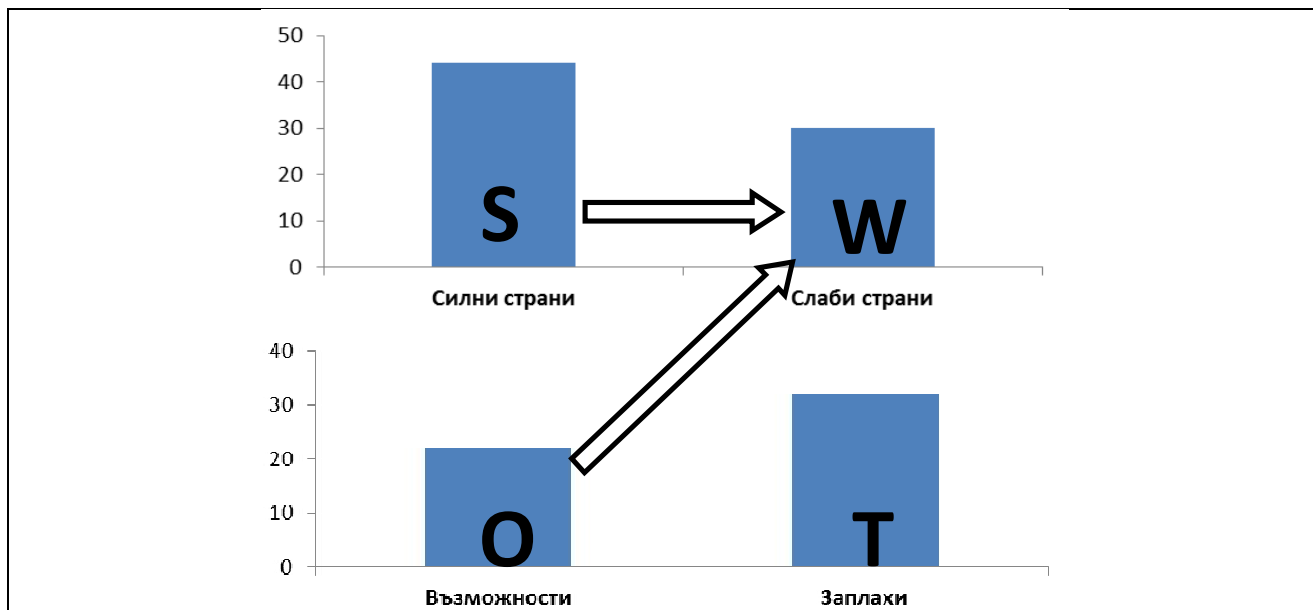 50
40
30
20
10
0
S
W
Силни страни
Слаби страни
40
30
20
10
0
O
T
Възможности
Заплахи